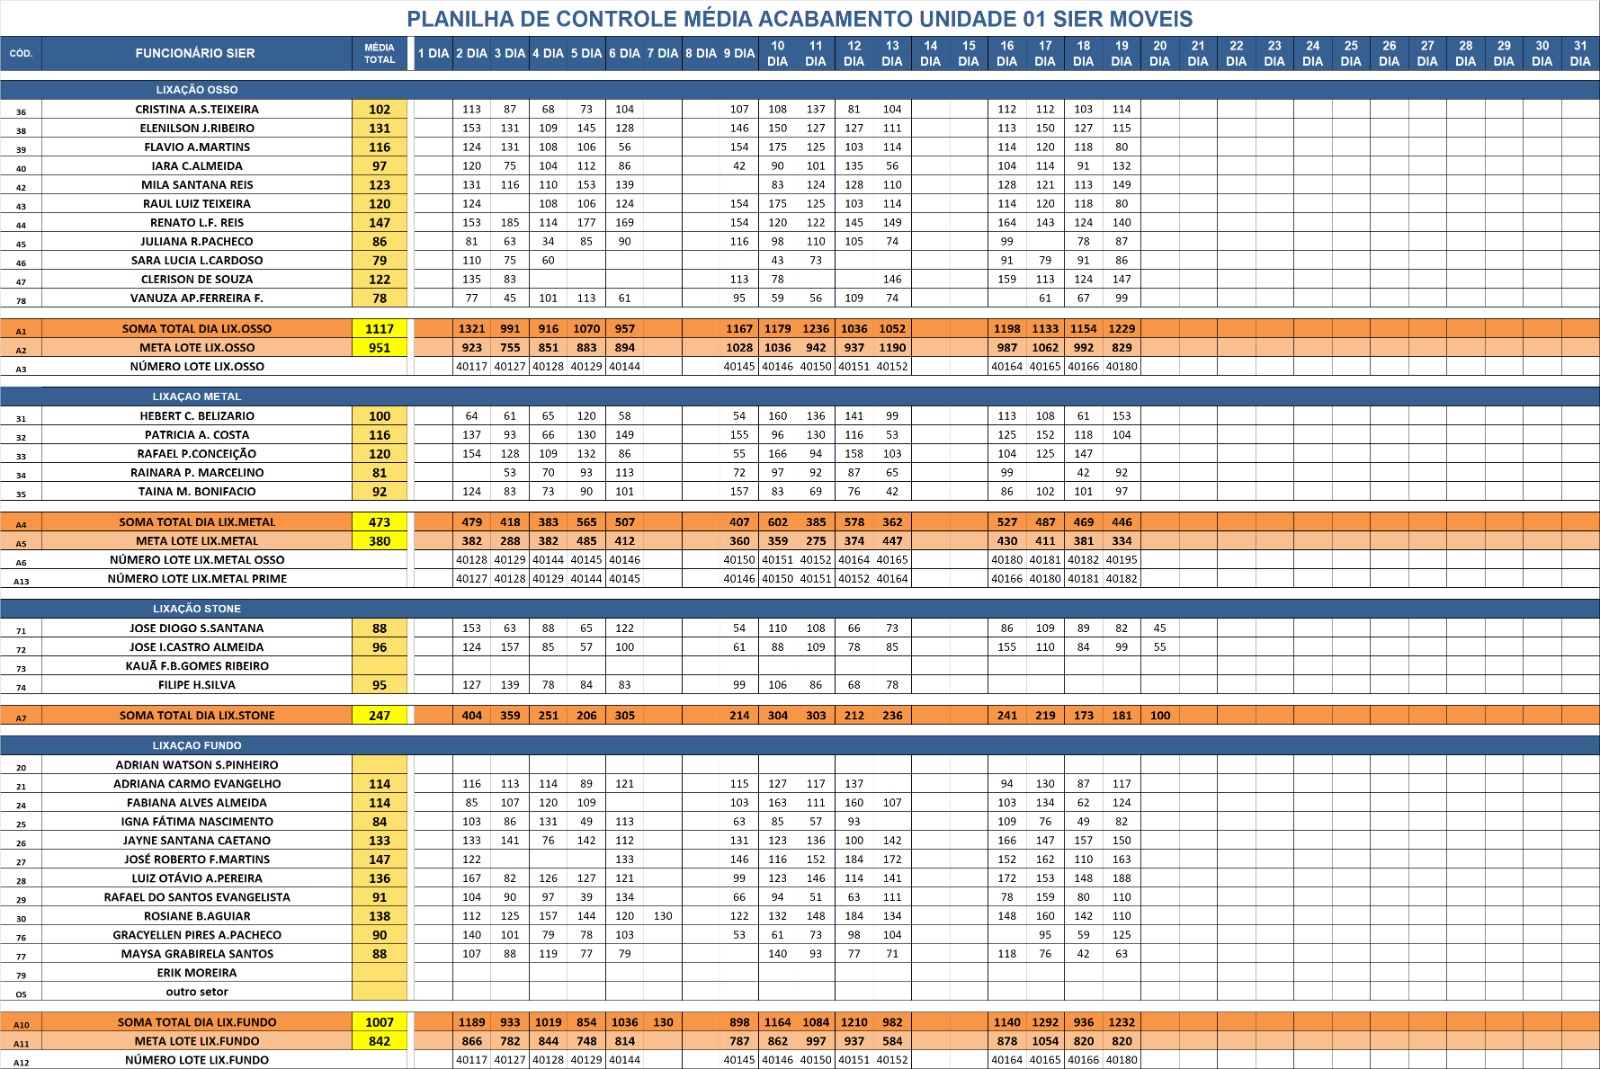 PLANILHA DE CONTROLE MÉDIA ACABAMENTO UNIDADE 01 SIER MOVEIS
CÓD. FUNCIONÁRIO SIER MÉDIA TOTAL 1 DIA 2 DIA 3 DIA 4 DIA 5 DIA 6 DIA 7 DIA 8 DIA 9 DIA 10 DIA 11 DIA 12 DIA 13 DIA 14 DIA 15 DIA 16 DIA 17 DIA 18 DIA 19 DIA 20 DIA 21 DIA 22 DIA 23 DIA 24 DIA 25 DIA 26 DIA 27 DIA 28 DIA 29 DIA 30 DIA 31 DIA
LIXAÇÃO OSSO
36 CRISTINA A.S.TEIXEIRA 102 113 87 68 73 104 107 108 137 81 104 112 112 103 114
38 ELENILSON J.RIBEIRO 131 153 131 109 145 128 146 150 127 127 111 113 150 127 115
39 FLAVIO A.MARTINS 116 124 131 108 106 56 154 175 125 103 114 114 120 118 80
40 IARA C.ALMEIDA 97 120 75 104 112 86 42 90 101 135 56 104 114 91 132
42 MILA SANTANA REIS 123 131 116 110 153 139 83 124 128 110 128 121 113 149
43 RAUL LUIZ TEIXEIRA 120 124 108 106 124 154 175 125 103 114 114 120 118 80
44 RENATO L.F. REIS 147 153 185 114 177 169 154 120 122 145 149 164 143 124 140
45 JULIANA R.PACHECO 86 81 63 34 85 90 116 98 110 105 74 99 78 87
46 SARA LUCIA L.CARDOSO 79 110 75 60 43 73 91 79 91 86
47 CLERISON DE SOUZA 122 135 83 113 78 146 159 113 124 147
78 VANUZA AP.FERREIRA F. 78 77 45 101 113 61 95 59 56 109 74 61 67 99
A1 SOMA TOTAL DIA LIX.OSSO 1117 1321 991 916 1070 957 1167 1179 1236 1036 1052 1198 1133 1154 1229
A2 META LOTE LIX.OSSO 951 923 755 851 883 894 1028 1036 942 937 1190 987 1062 992 829
A3 NÚMERO LOTE LIX.OSSO 40117 40127 40128 40129 40144 40145 40146 40150 40151 40152 40164 40165 40166 40180
LIXAÇAO METAL
31 HEBERT C. BELIZARIO 100 64 61 65 120 58 54 160 136 141 99 113 108 61 153
32 PATRICIA A. COSTA 116 137 93 66 130 149 155 96 130 116 53 125 152 118 104
33 RAFAEL P.CONCEIÇÃO 120 154 128 109 132 86 55 166 94 158 103 104 125 147
34 RAINARA P. MARCELINO 81 53 70 93 113 72 97 92 87 65 99 42 92
35 TAINA M. BONIFACIO 92 124 83 73 90 101 157 83 69 76 42 86 102 101 97
A4 SOMA TOTAL DIA LIX.METAL 473 479 418 383 565 507 407 602 385 578 362 527 487 469 446
A5 META LOTE LIX.METAL 380 382 288 382 485 412 360 359 275 374 447 430 411 381 334
A6 NÚMERO LOTE LIX.METAL OSSO 40128 40129 40144 40145 40146 40150 40151 40152 40164 40165 40180 40181 40182 40195
A13 NÚMERO LOTE LIX.METAL PRIME 40127 40128 40129 40144 40145 40146 40150 40151 40152 40164 40166 40180 40181 40182
LIXAÇÃO STONE
71 JOSE DIOGO S.SANTANA 88 153 63 88 65 122 54 110 108 66 73 86 109 89 82 45
72 JOSE I.CASTRO ALMEIDA 96 124 157 85 57 100 61 88 109 78 85 155 110 84 99 55
73 KAUÃ F.B.GOMES RIBEIRO
74 FILIPE H.SILVA 95 127 139 78 84 83 99 106 86 68 78
A7 SOMA TOTAL DIA LIX.STONE 247 404 359 251 206 305 214 304 303 212 236 241 219 173 181 100
LIXAÇAO FUNDO
20 ADRIAN WATSON S.PINHEIRO
21 ADRIANA CARMO EVANGELHO 114 116 113 114 89 121 115 127 117 137 94 130 87 117
24 FABIANA ALVES ALMEIDA 114 85 107 120 109 103 163 111 160 107 103 134 62 124
25 IGNA FÁTIMA NASCIMENTO 84 103 86 131 49 113 63 85 57 93 109 76 49 82
26 JAYNE SANTANA CAETANO 133 133 141 76 142 112 131 123 136 100 142 166 147 157 150
27 JOSÉ ROBERTO F.MARTINS 147 122 133 146 116 152 184 172 152 162 110 163
28 LUIZ OTÁVIO A.PEREIRA 136 167 82 126 127 121 99 123 146 114 141 172 153 148 188
29 RAFAEL DO SANTOS EVANGELISTA 91 104 90 97 39 134 66 94 51 63 111 78 159 80 110
30 ROSIANE B.AGUIAR 138 112 125 157 144 120 130 122 132 148 184 134 148 160 142 110
76 GRACYELLEN PIRES A.PACHECO 90 140 101 79 78 103 53 61 73 98 104 95 59 125
77 MAYSA GRABIRELA SANTOS 88 107 88 119 77 79 140 93 77 71 118 76 42 63
79 ERIK MOREIRA
OS outro setor
A10 SOMA TOTAL DIA LIX.FUNDO 1007 1189 933 1019 854 1036 130 898 1164 1084 1210 982 1140 1292 936 1232
A11 META LOTE LIX.FUNDO 842 866 782 844 748 814 787 862 997 937 584 878 1054 820 820
A12 NÚMERO LOTE LIX.FUNDO 40117 40127 40128 40129 40144 40145 40146 40150 40151 40152 40164 40165 40166 40180